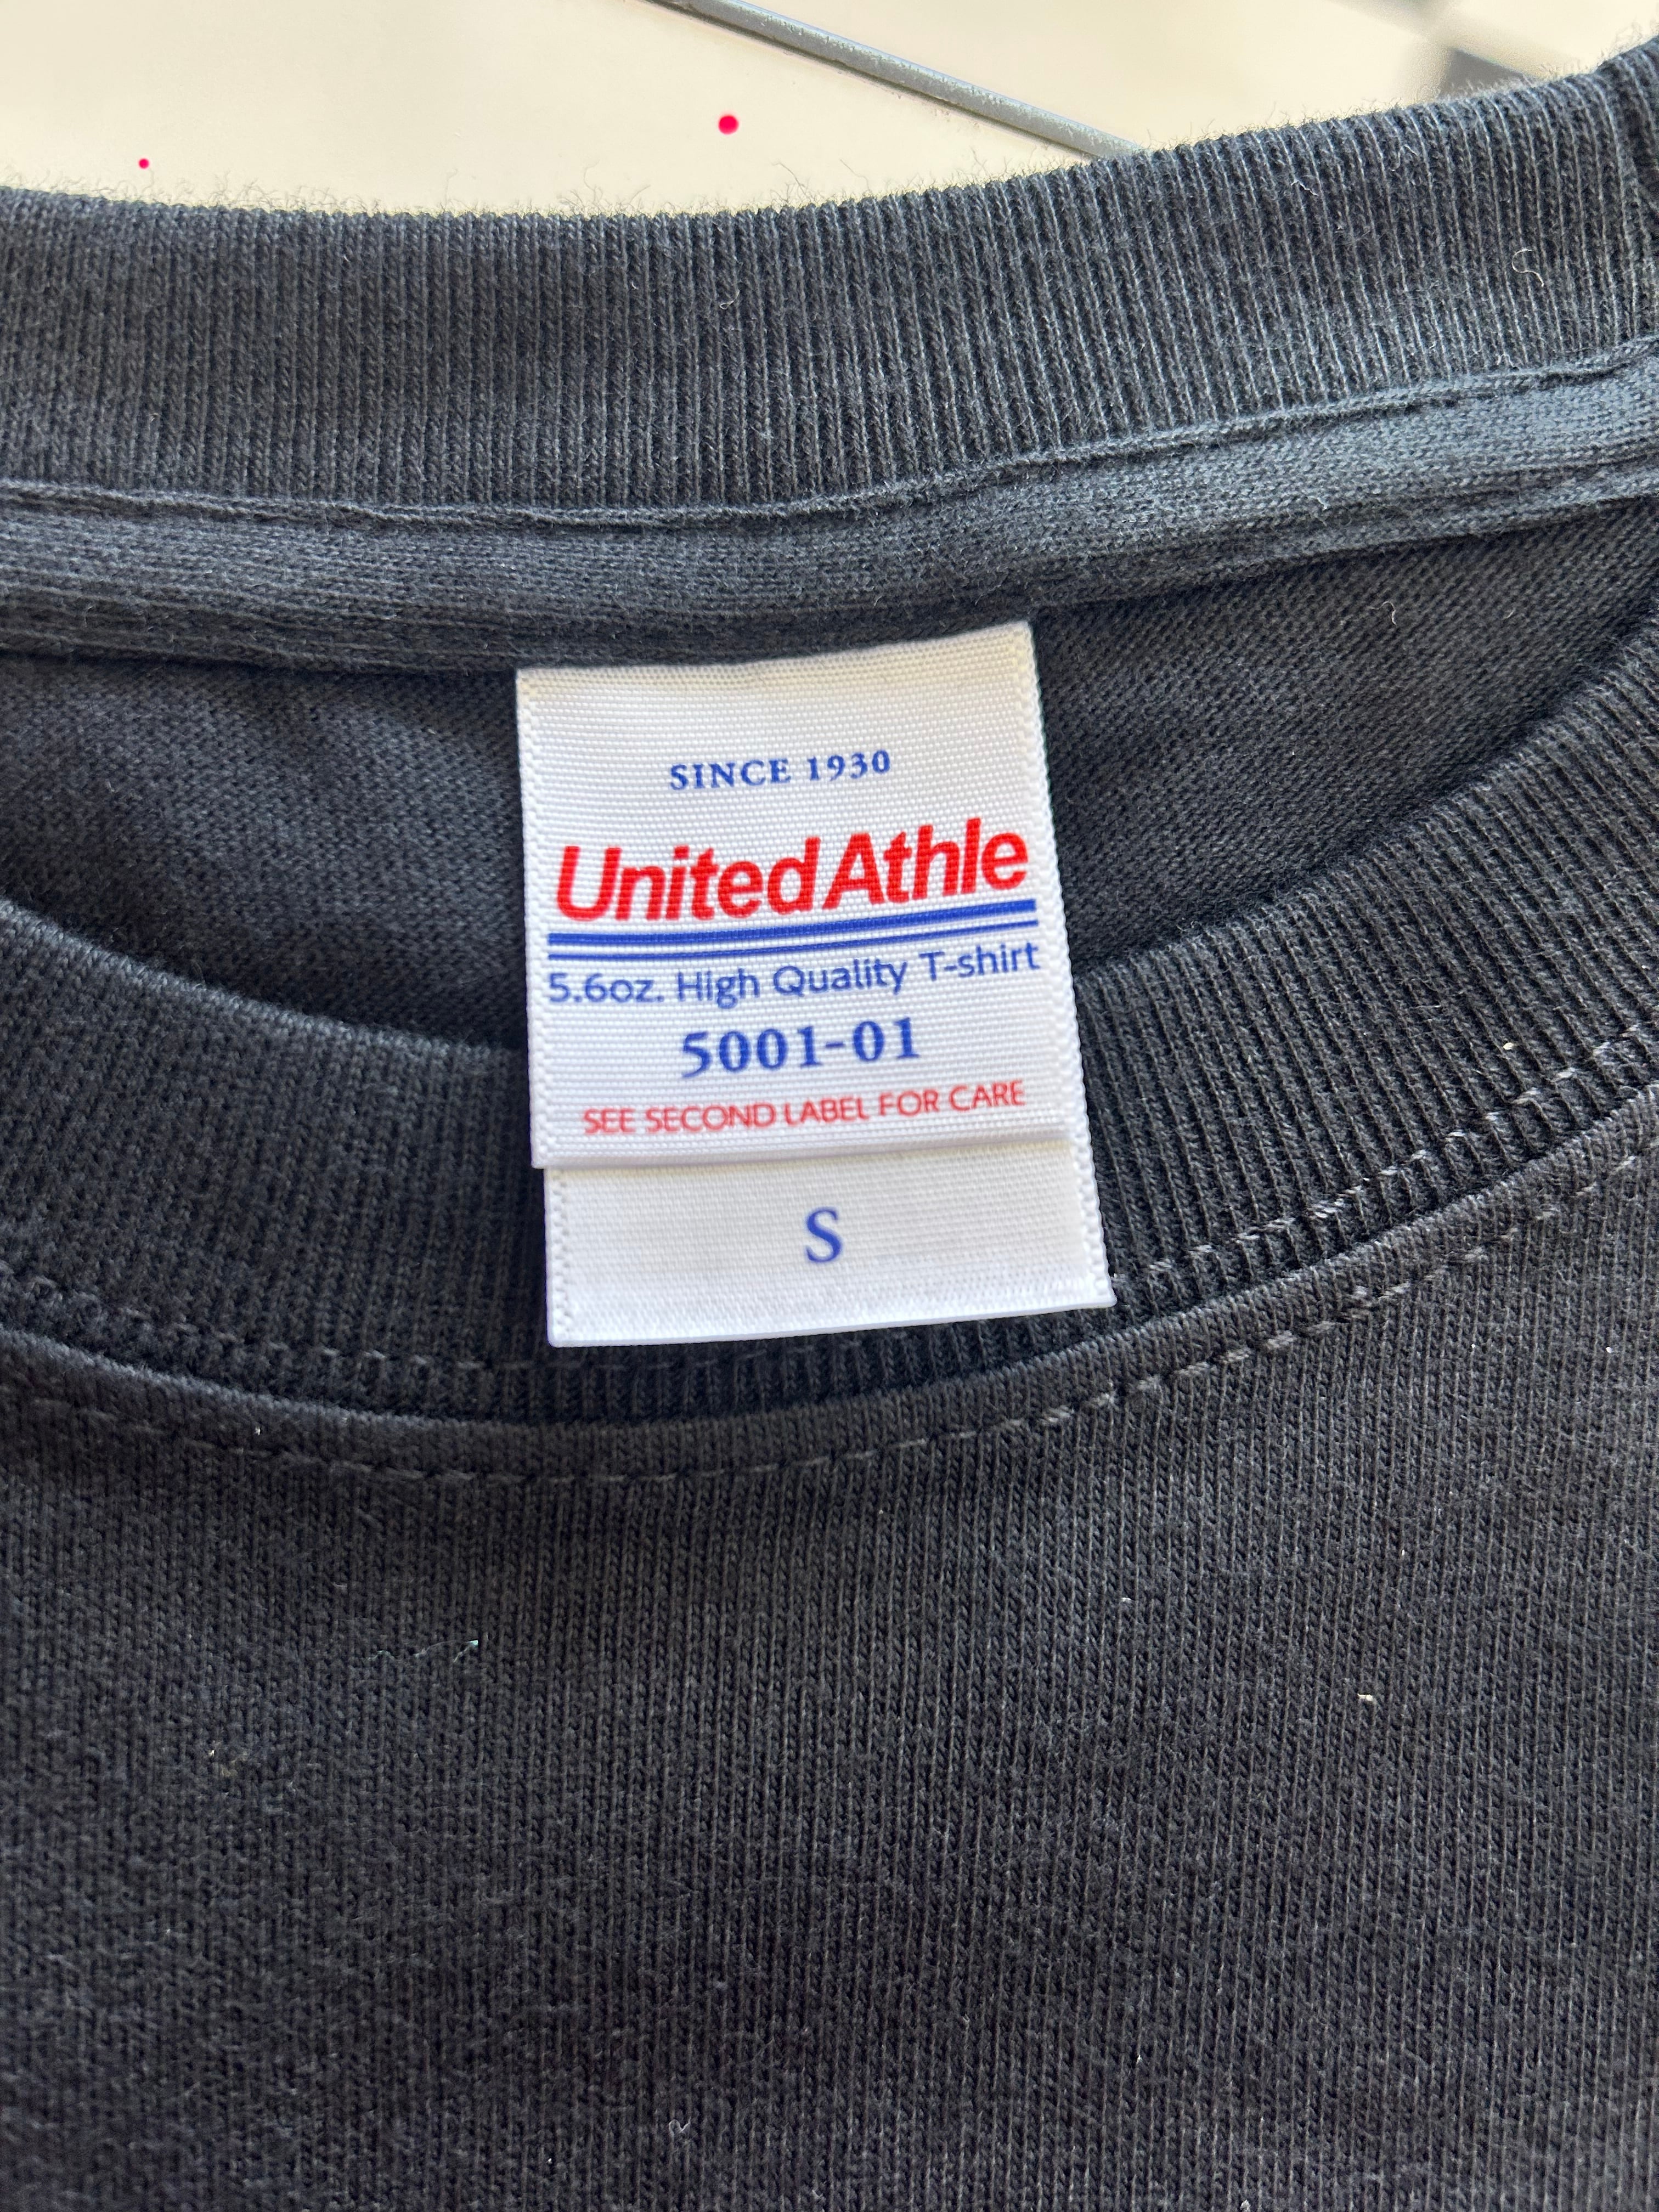 SINCE 1930
United Athle
5.6oz. High Quality T-shirt
5001-01
SEE SECOND LABEL FOR CARE
S